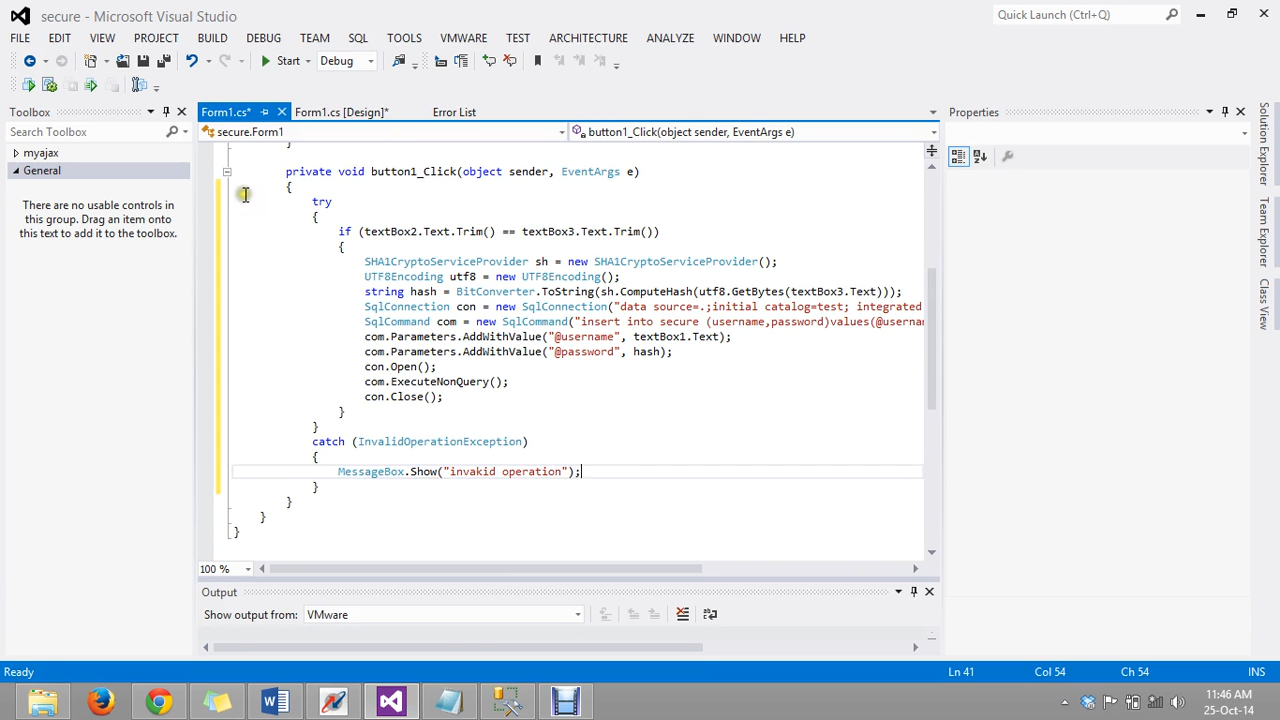 secure - Microsoft Visual Studio
Quick Launch (Ctrl+Q)
FILE EDIT VIEW PROJECT BUILD DEBUG TEAM SQL TOOLS VMWARE TEST ARCHITECTURE ANALYZE WINDOW HELP
Start Debug
Toolbox
Form1.cs* Form1.cs [Design]* Error List
Properties
Search Toolbox
secure.Form1 button1_Click(object sender, EventArgs e)
myajax
General
There are no usable controls in
this group. Drag an item onto
this text to add it to the toolbox.
}
private void button1_Click(object sender, EventArgs e)
{
try
{
if (textBox2.Text.Trim() == textBox3.Text.Trim())
{
SHA1CryptoServiceProvider sh = new SHA1CryptoServiceProvider();
UTF8Encoding utf8 = new UTF8Encoding();
string hash = BitConverter.ToString(sh.ComputeHash(utf8.GetBytes(textBox3.Text)));
SqlConnection con = new SqlConnection("data source=.;initial catalog=test; integrated
SqlCommand com = new SqlCommand("insert into secure (username,password)values(@usernam
com.Parameters.AddWithValue("@username", textBox1.Text);
com.Parameters.AddWithValue("@password", hash);
con.Open();
com.ExecuteNonQuery();
con.Close();
}
}
catch (InvalidOperationException)
{
MessageBox.Show("invakid operation");
}
}
}
}
100 %
Output
Show output from: VMware
Solution Explorer
Team Explorer
Class View
Ready Ln 41 Col 54 Ch 54 INS
11:46 AM
25-Oct-14